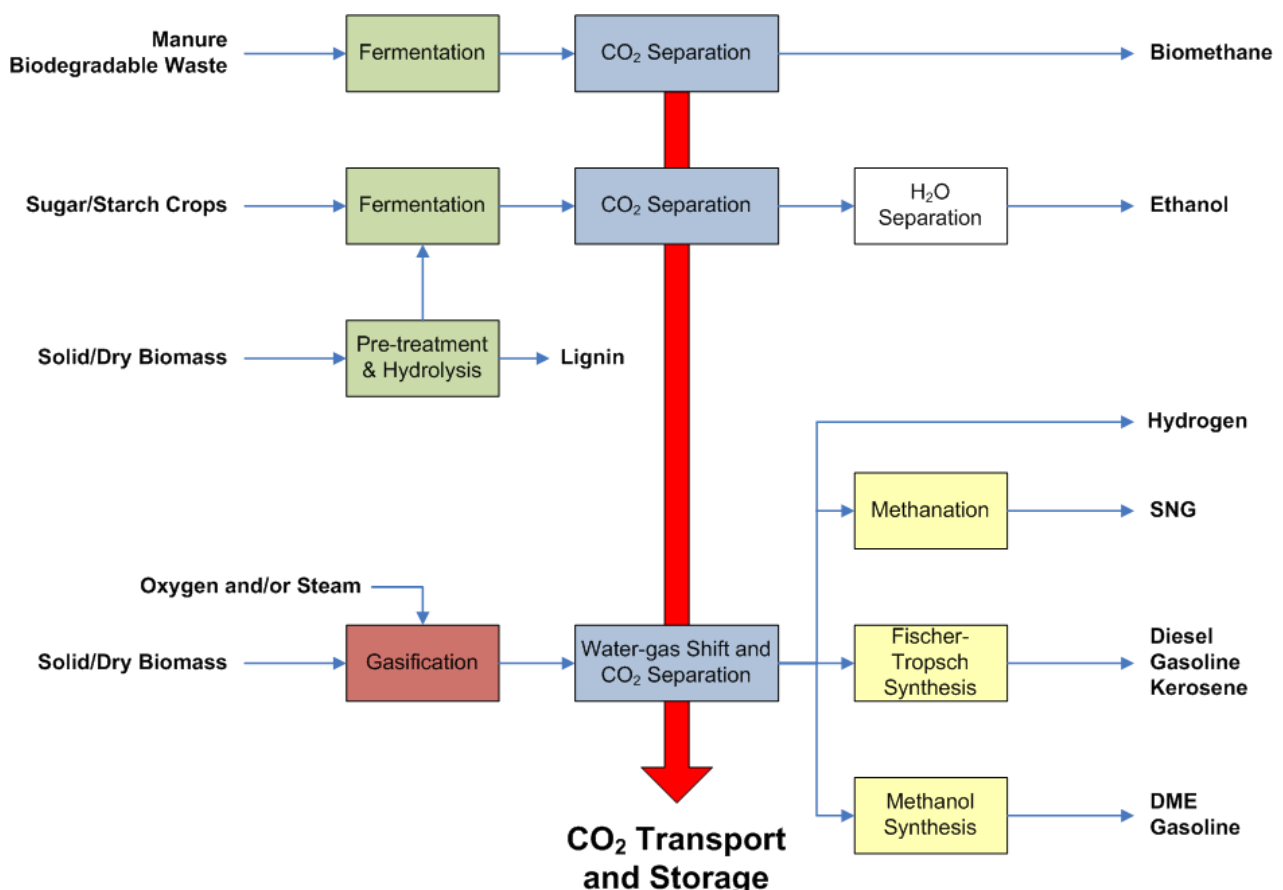 Manure
Biodegradable Waste
Fermentation
CO₂ Separation
Biomethane
Sugar/Starch Crops
Fermentation
CO₂ Separation
H₂O
Separation
Ethanol
Solid/Dry Biomass
Pre-treatment
& Hydrolysis
Lignin
Hydrogen
Methanation
SNG
Oxygen and/or Steam
Solid/Dry Biomass
Gasification
Water-gas Shift and
CO₂ Separation
Fischer-
Tropsch
Synthesis
Diesel
Gasoline
Kerosene
Methanol
Synthesis
DME
Gasoline
CO₂ Transport
and Storage